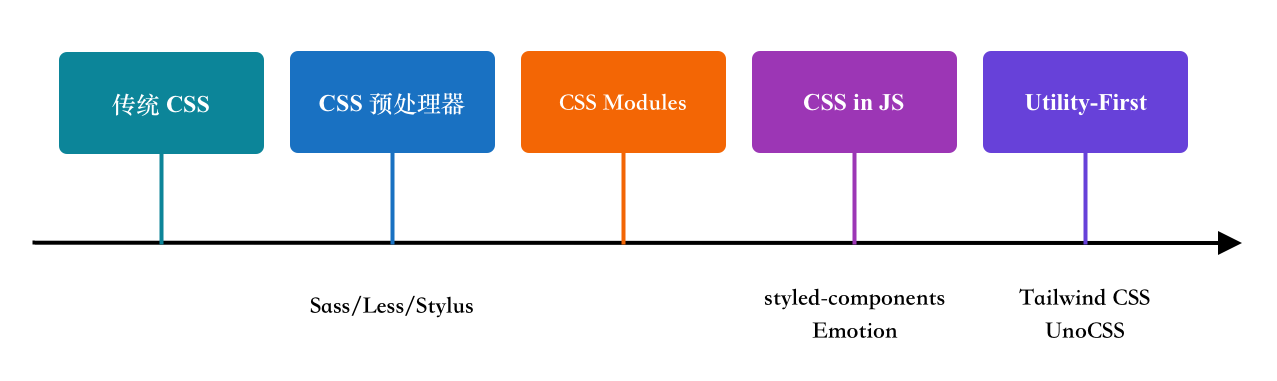 传统 CSS
CSS 预处理器
CSS Modules
CSS in JS
Utility-First
Sass/Less/Stylus
styled-components
Emotion
Tailwind CSS
UnoCSS